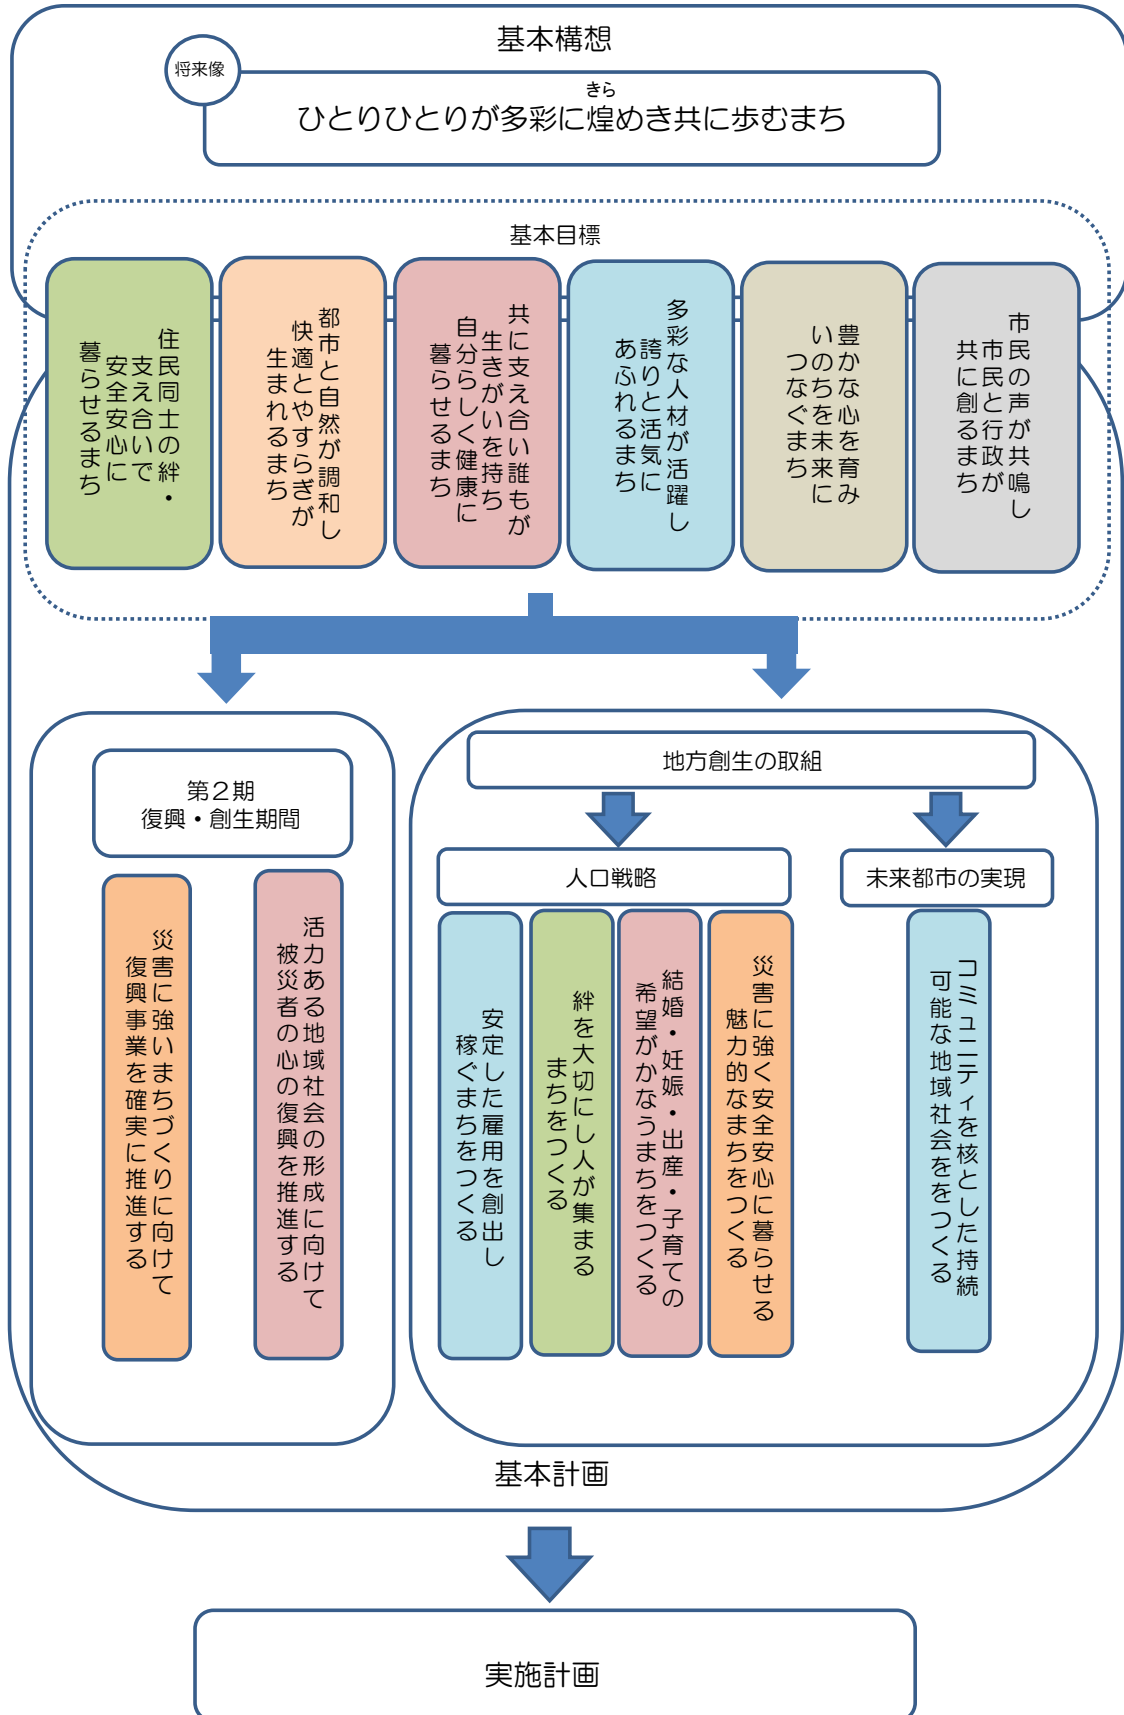 基本構想
将来像
きら
ひとりひとりが多彩に煌めき共に歩むまち
基本目標
住民同士の絆・
支え合いで
安全安心に
暮らせるまち
都市と自然が調和し
快適とやすらぎが
生まれるまち
共に支え合い誰もが
生きがいを持ち
自分らしく健康に
暮らせるまち
多彩な人材が活躍し
誇りと活気に
あふれるまち
豊かな心を育み
いのちを未来に
つなぐまち
市民の声が共鳴し
市民と行政が
共に創るまち
第２期
復興・創生期間
災害に強いまちづくりに向けて
復興事業を確実に推進する
活力ある地域社会の形成に向けて
被災者の心の復興を推進する
地方創生の取組
人口戦略
安定した雇用を創出し
稼ぐまちをつくる
絆を大切にし人が集まる
まちをつくる
結婚・妊娠・出産・子育ての
希望がかなうまちをつくる
災害に強く安全安心に暮らせる
魅力的なまちをつくる
未来都市の実現
コミュニティを核とした持続
可能な地域社会ををつくる
基本計画
実施計画